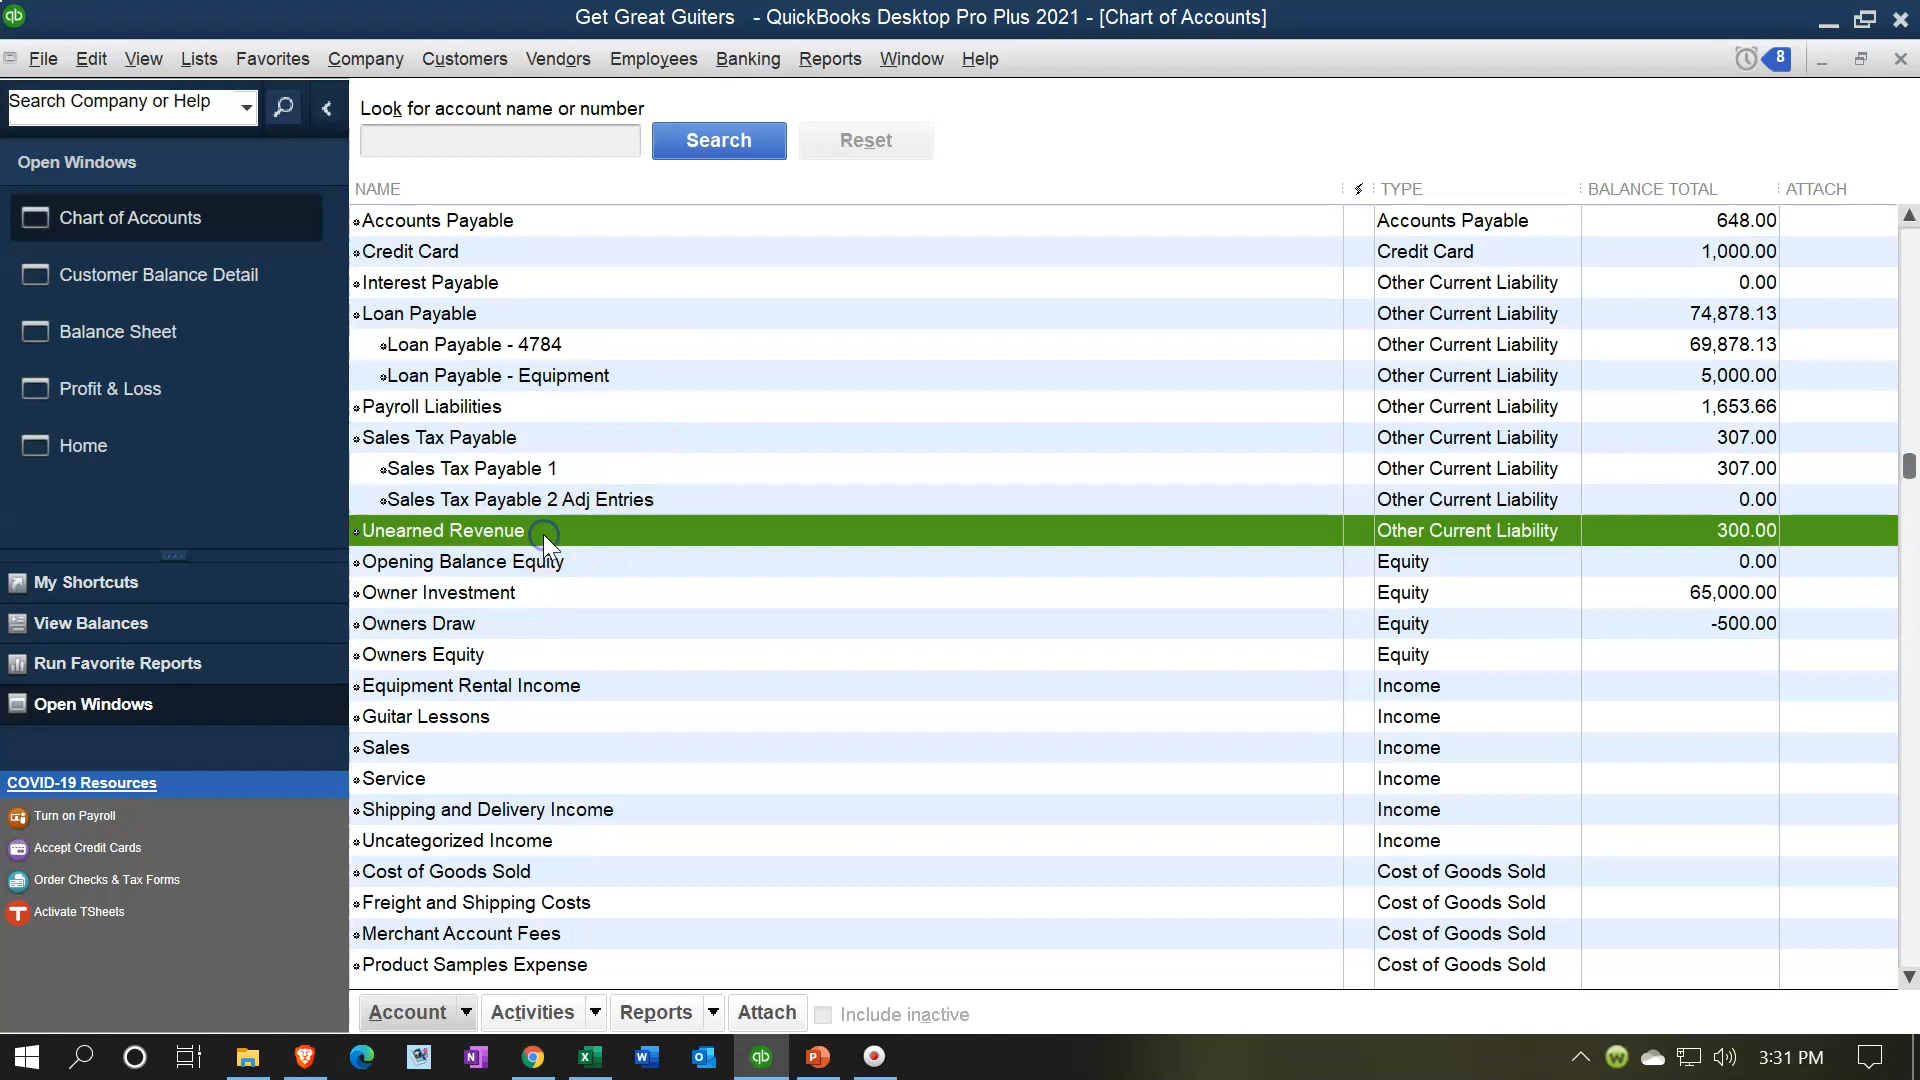 Get Great Guiters - QuickBooks Desktop Pro Plus 2021 - [Chart of Accounts]
File Edit View Lists Favorites Company Customers Vendors Employees Banking Reports Window Help 8
Search Company or Help
Open Windows
Chart of Accounts
Customer Balance Detail
Balance Sheet
Profit & Loss
Home
My Shortcuts
View Balances
Run Favorite Reports
Open Windows
COVID-19 Resources
Turn on Payroll
Accept Credit Cards
Order Checks & Tax Forms
Activate TSheets
Look for account name or number
Search Reset
NAME TYPE BALANCE TOTAL ATTACH
Accounts Payable Accounts Payable 648.00
Credit Card Credit Card 1,000.00
Interest Payable Other Current Liability 0.00
Loan Payable Other Current Liability 74,878.13
Loan Payable - 4784 Other Current Liability 69,878.13
Loan Payable - Equipment Other Current Liability 5,000.00
Payroll Liabilities Other Current Liability 1,653.66
Sales Tax Payable Other Current Liability 307.00
Sales Tax Payable 1 Other Current Liability 307.00
Sales Tax Payable 2 Adj Entries Other Current Liability 0.00
Unearned Revenue Other Current Liability 300.00
Opening Balance Equity Equity 0.00
Owner Investment Equity 65,000.00
Owners Draw Equity -500.00
Owners Equity Equity
Equipment Rental Income Income
Guitar Lessons Income
Sales Income
Service Income
Shipping and Delivery Income Income
Uncategorized Income Income
Cost of Goods Sold Cost of Goods Sold
Freight and Shipping Costs Cost of Goods Sold
Merchant Account Fees Cost of Goods Sold
Product Samples Expense Cost of Goods Sold
Account Activities Reports Attach Include inactive
3:31 PM